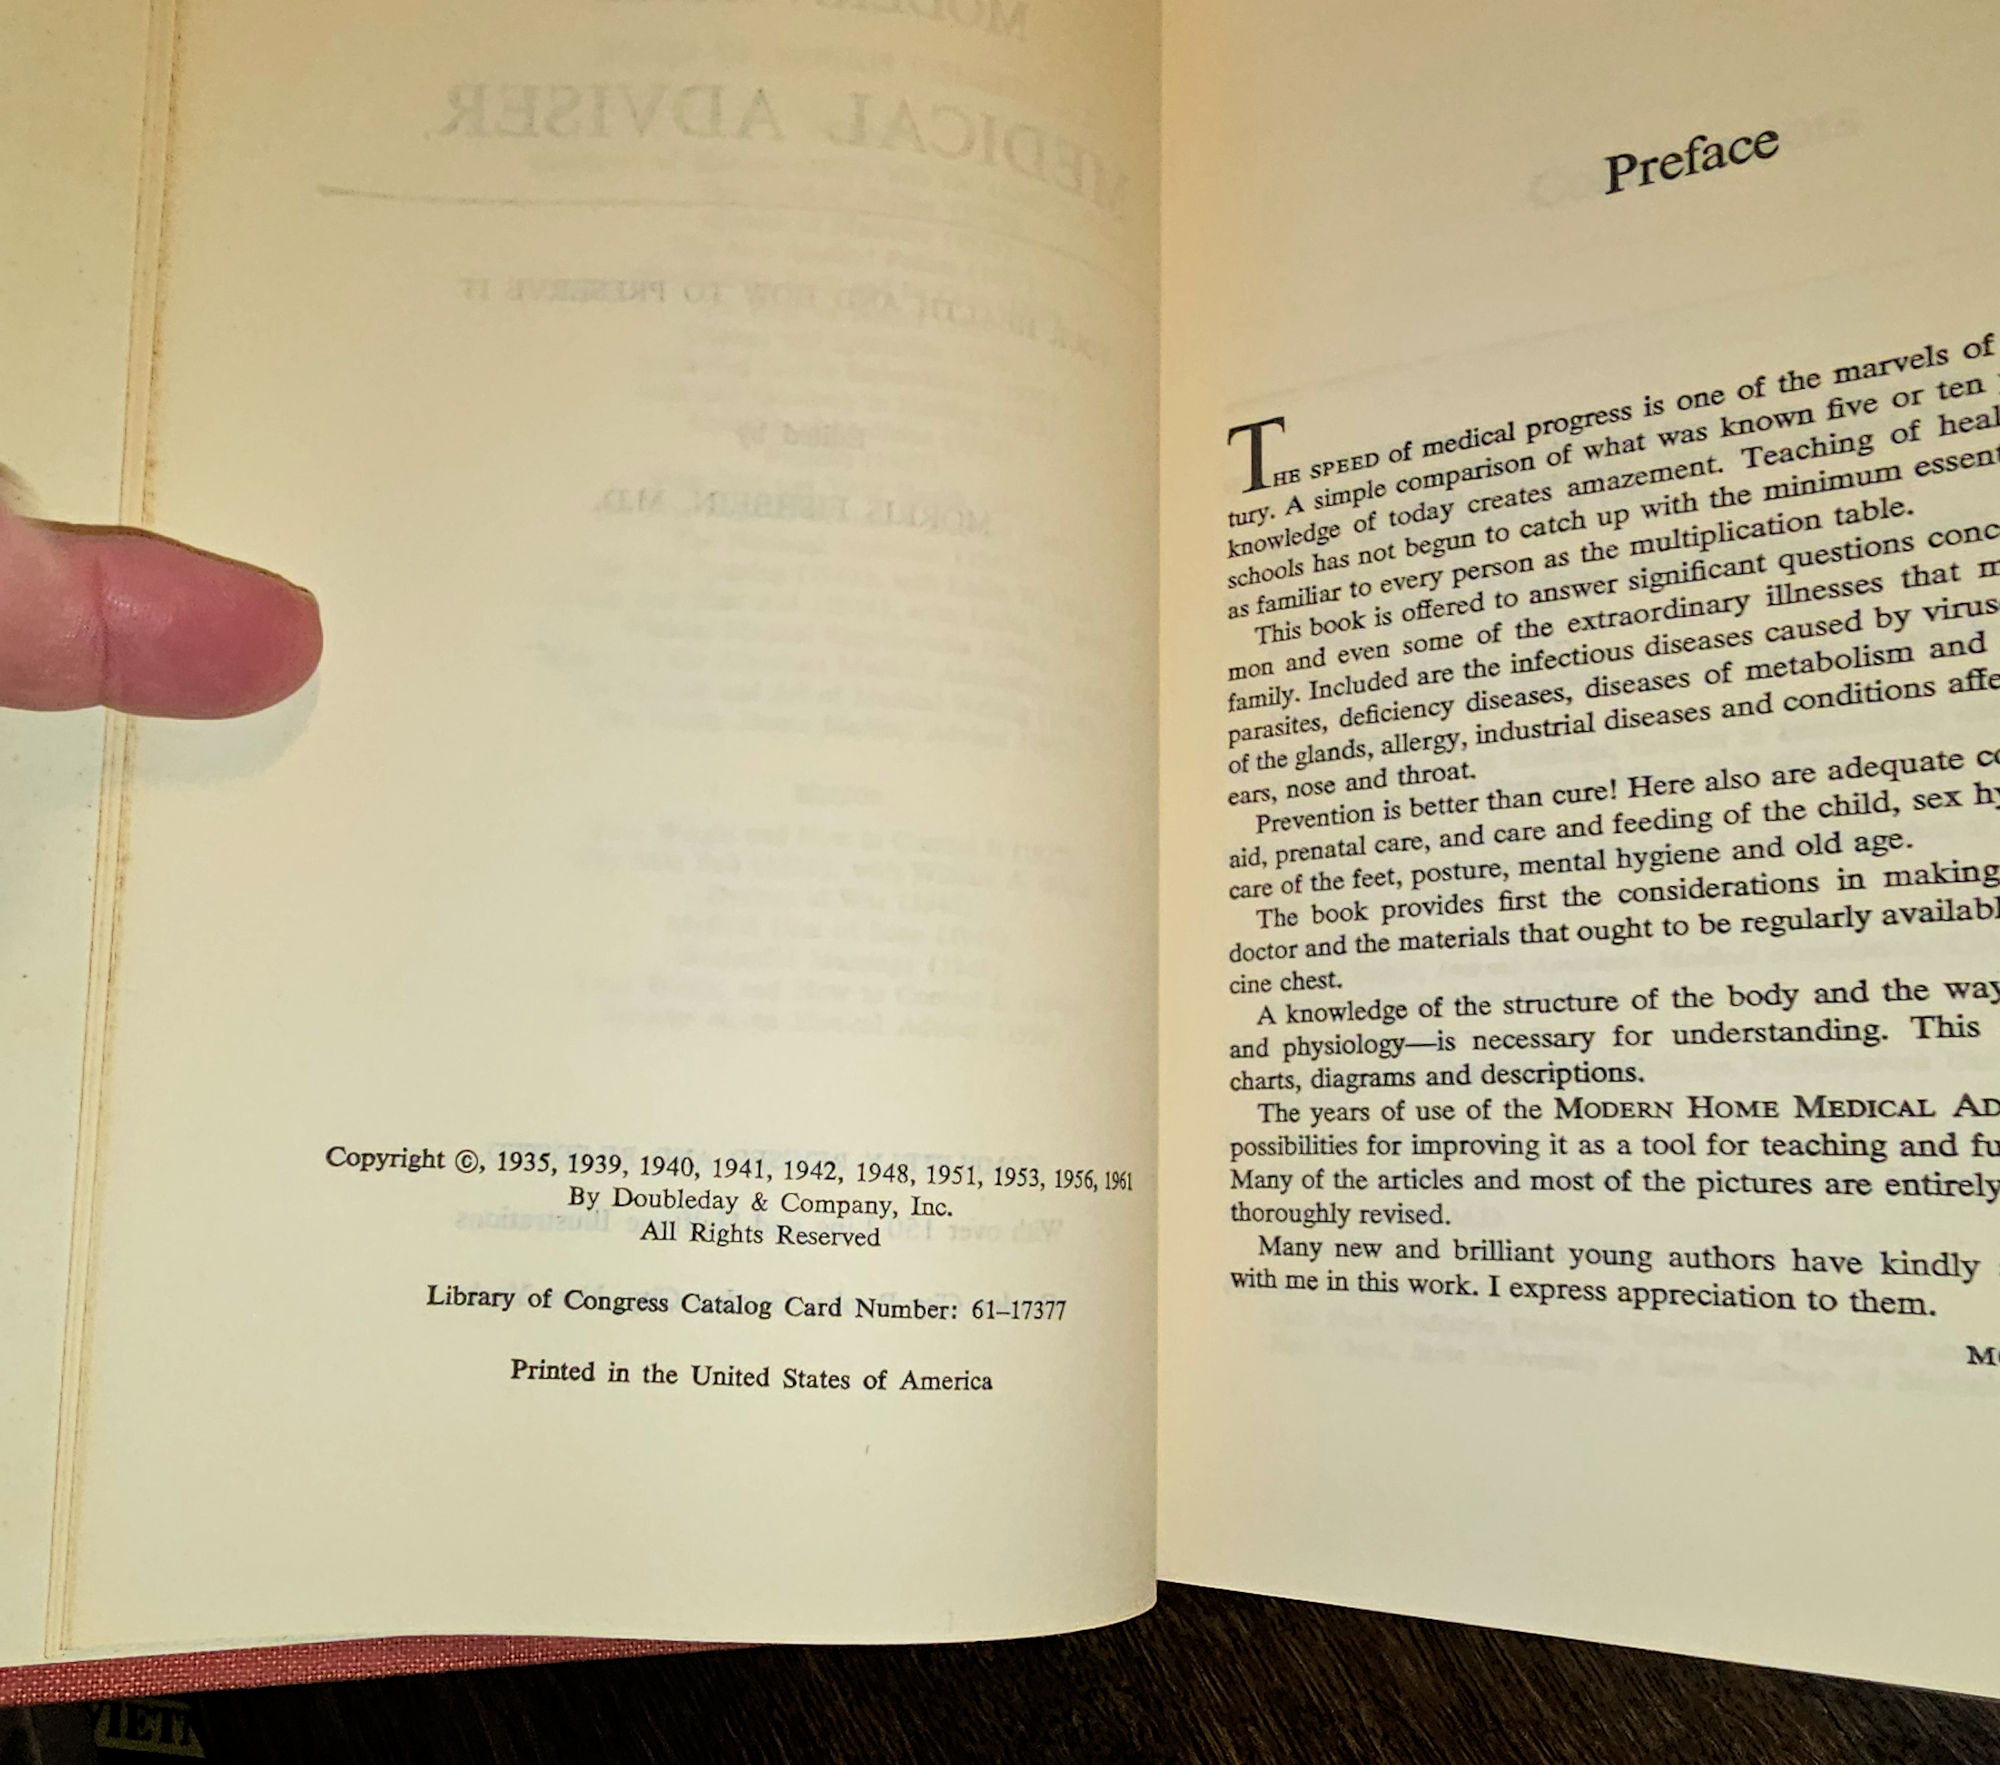 Copyright ©, 1935, 1939, 1940, 1941, 1942, 1948, 1951, 1953, 1956, 1961
By Doubleday & Company, Inc.
All Rights Reserved
Library of Congress Catalog Card Number: 61–17377
Printed in the United States of America
Preface
THE SPEED of medical progress is one of the marvels of
tury. A simple comparison of what was known five or ten
knowledge of today creates amazement. Teaching of heal
schools has not begun to catch up with the minimum essent
as familiar to every person as the multiplication table.
This book is offered to answer significant questions conc
mon and even some of the extraordinary illnesses that m
family. Included are the infectious diseases caused by virus
parasites, deficiency diseases, diseases of metabolism and
of the glands, allergy, industrial diseases and conditions affe
ears, nose and throat.
Prevention is better than cure! Here also are adequate co
aid, prenatal care, and care and feeding of the child, sex hy
care of the feet, posture, mental hygiene and old age.
The book provides first the considerations in making
doctor and the materials that ought to be regularly availabl
cine chest.
A knowledge of the structure of the body and the way
and physiology—is necessary for understanding. This
charts, diagrams and descriptions.
The years of use of the MODERN HOME MEDICAL AD
possibilities for improving it as a tool for teaching and fu
Many of the articles and most of the pictures are entirely
thoroughly revised.
Many new and brilliant young authors have kindly
with me in this work. I express appreciation to them.
MO